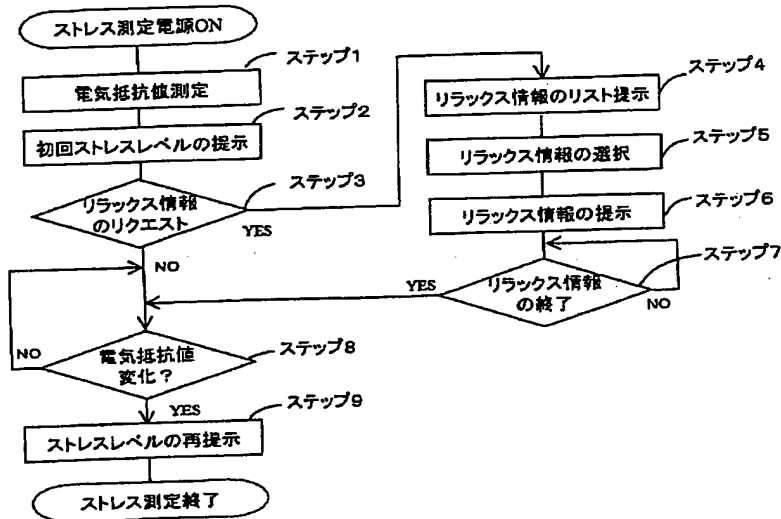 ストレス測定電源ON
ステップ1
電気抵抗値測定
ステップ2
初回ストレスレベルの提示
ステップ3
リラックス情報
のリクエスト
YES
NO
ステップ4
リラックス情報のリスト提示
ステップ5
リラックス情報の選択
ステップ6
リラックス情報の提示
ステップ7
リラックス情報
の終了
YES
NO
ステップ8
電気抵抗値
変化?
NO
YES
ステップ9
ストレスレベルの再提示
ストレス測定終了